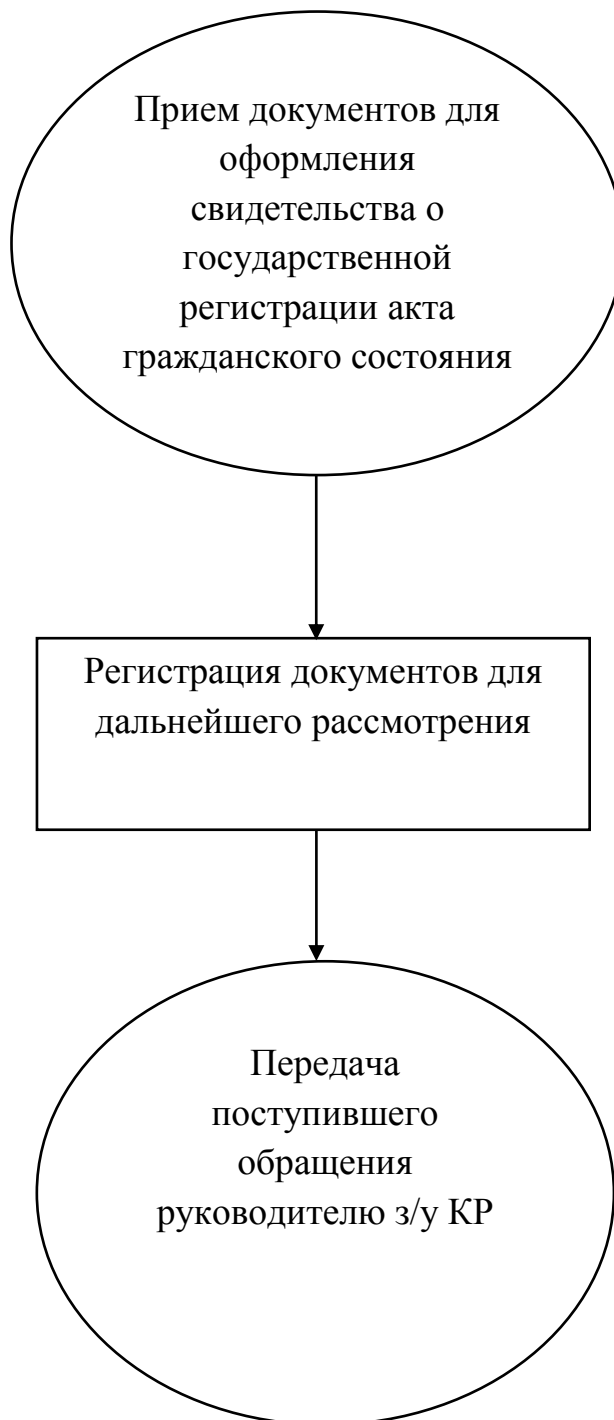 Прием документов для
оформления
свидетельства о
государственной
регистрации акта
гражданского состояния
Регистрация документов для
дальнейшего рассмотрения
Передача
поступившего
обращения
руководителю з/у КР